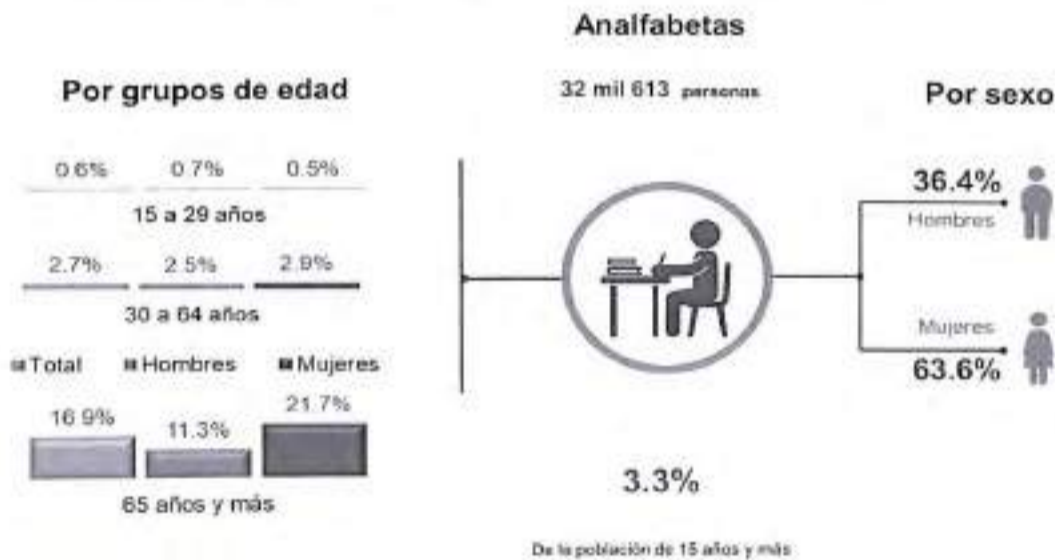 Analfabetas
32 mil 613 personas
Por grupos de edad
0.6% 0.7% 0.5%
15 a 29 años
2.7% 2.5% 2.9%
30 a 64 años
Total Hombres Mujeres
16.9% 11.3% 21.7%
65 años y más
Por sexo
36.4%
Hombres
Mujeres
63.6%
3.3%
De la población de 15 años y más